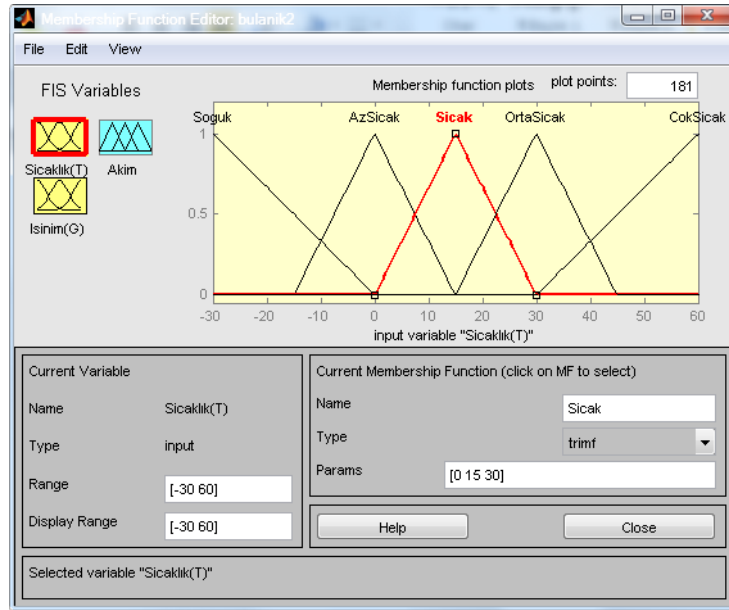 Membership Function Editor: bulanik2
File Edit View
FIS Variables
Membership function plots plot points: 181
Soguk AzSicak Sicak OrtaSicak CokSicak
1
0.5
0
-30 -20 -10 0 10 20 30 40 50 60
input variable "Sicaklık(T)"
Sicaklık(T) Akim
Isinim(G)
Current Variable
Name Sicaklık(T)
Type input
Range [-30 60]
Display Range [-30 60]
Current Membership Function (click on MF to select)
Name Sicak
Type trimf
Params [0 15 30]
Help Close
Selected variable "Sicaklık(T)"